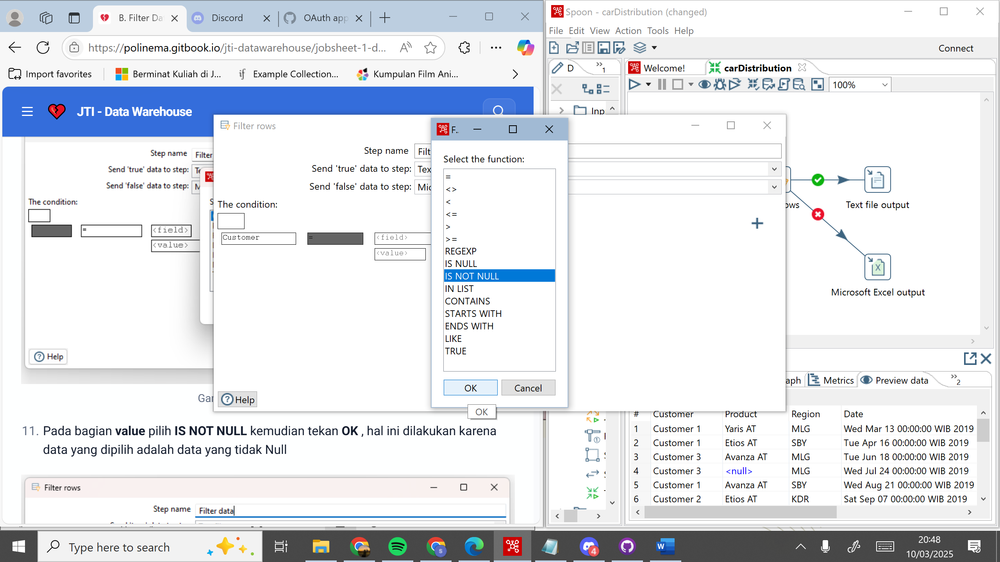 B. Filter Da
Discord
OAuth app
https://polinema.gitbook.io/jti-datawarehouse/jobsheet-1-d...
Import favorites
Berminat Kuliah di J...
Example Collection...
Kumpulan Film Ani...
JTI - Data Warehouse
Step name
Filter
Send 'true' data to step:
Send 'false' data to step:
The condition:
=
<field>
<value>
Help
11. Pada bagian value pilih IS NOT NULL kemudian tekan OK , hal ini dilakukan karena
data yang dipilih adalah data yang tidak Null
Filter rows
Step name
Filter data
Filter rows
Step name
Filt
Send 'true' data to step:
Tex
Send 'false' data to step:
Mic
The condition:
Customer
=
<field>
<value>
Help
F..
Select the function:
=
<>
<
<=
>
>=
REGEXP
IS NULL
IS NOT NULL
IN LIST
CONTAINS
STARTS WITH
ENDS WITH
LIKE
TRUE
OK
Cancel
OK
Spoon - carDistribution (changed)
File Edit View Action Tools Help
Connect
D
1
Welcome!
carDistribution
100%
Inp
ows
Text file output
Microsoft Excel output
aph
Metrics
Preview data
2
# Customer Product Region Date
1 Customer 1 Yaris AT MLG Wed Mar 13 00:00:00 WIB 2019
2 Customer 1 Etios AT SBY Tue Apr 16 00:00:00 WIB 2019
3 Customer 3 Avanza AT MLG Tue Jun 18 00:00:00 WIB 2019
4 Customer 3 <null> MLG Wed Jul 24 00:00:00 WIB 2019
5 Customer 1 Avanza AT SBY Wed Aug 21 00:00:00 WIB 2019
6 Customer 2 Etios AT KDR Sat Sep 07 00:00:00 WIB 2019
Type here to search
4
20:48
10/03/2025